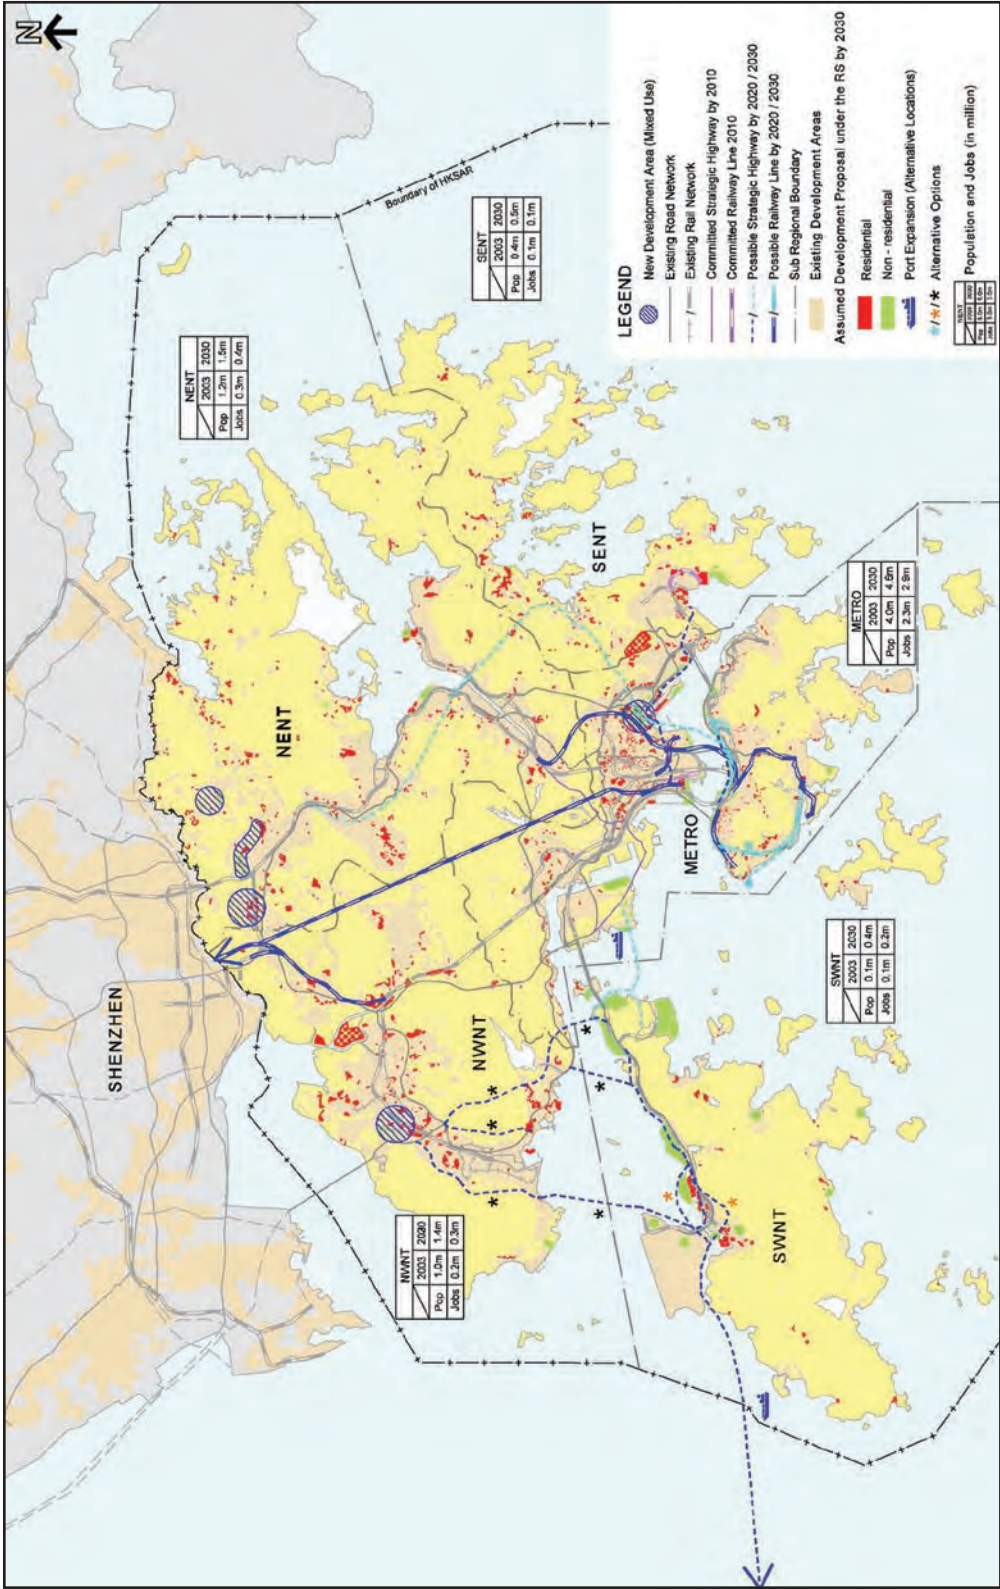 N
SHENZHEN
Boundary of HKSAR
NENT
2003 2030
Pop 1.2m 1.5m
Jobs 0.3m 0.4m
SENT
2003 2030
Pop 0.4m 0.5m
Jobs 0.1m 0.1m
NENT
NWNT
SENT
METRO
SWNT
NWNT
2003 2030
Pop 1.0m 1.4m
Jobs 0.2m 0.3m
SWNT
2003 2030
Pop 0.1m 0.4m
Jobs 0.1m 0.2m
METRO
2003 2030
Pop 4.0m 4.6m
Jobs 2.3m 2.9m
LEGEND
New Development Area (Mixed Use)
Existing Road Network
Existing Rail Network
Committed Strategic Highway by 2010
Committed Railway Line 2010
Possible Strategic Highway by 2020 / 2030
Possible Railway Line by 2020 / 2030
Sub Regional Boundary
Existing Development Areas
Assumed Development Proposal under the RS by 2030
Residential
Non - residential
Port Expansion (Alternative Locations)
Alternative Options
NENT
2003 2030
Pop
Jobs
Population and Jobs (in million)